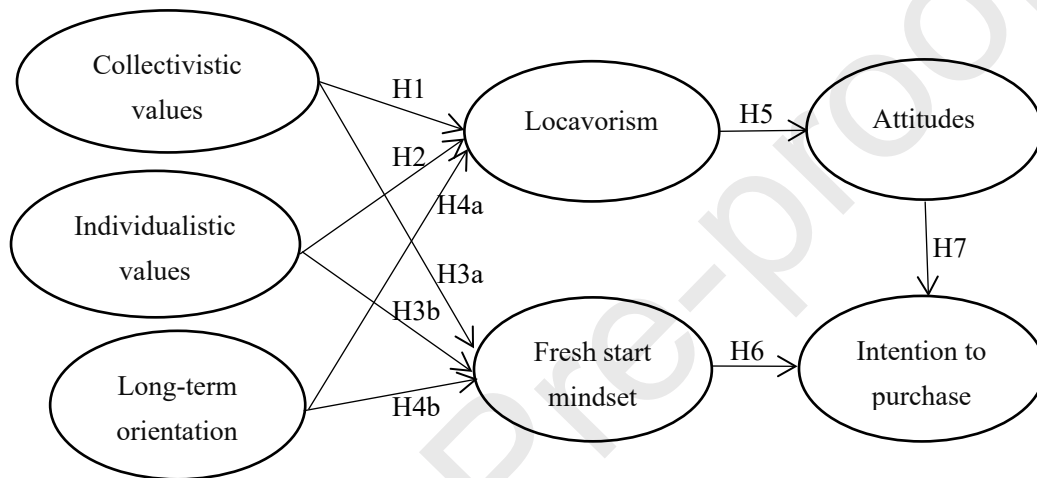 Collectivistic
values
Individualistic
values
Long-term
orientation
H1
H2
H4a
H3a
H3b
H4b
Locavorism
Fresh start
mindset
H5
H6
Attitudes
H7
Intention to
purchase
Pre-proof